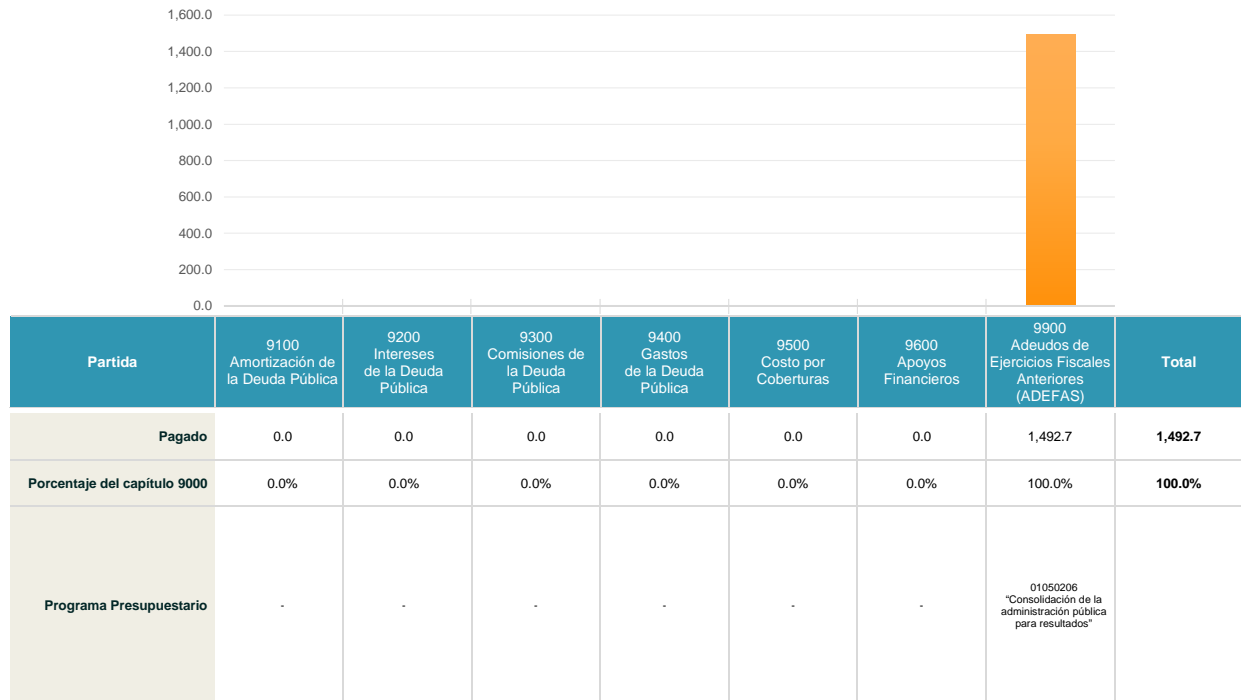 1,600.0
1,400.0
1,200.0
1,000.0
800.0
600.0
400.0
200.0
0.0
Partida
9100
Amortización de
la Deuda Pública
9200
Intereses
de la Deuda
Pública
9300
Comisiones de
la Deuda
Pública
9400
Gastos
de la Deuda
Pública
9500
Costo por
Coberturas
9600
Apoyos
Financieros
9900
Adeudos de
Ejercicios Fiscales
Anteriores
(ADEFAS)
Total
Pagado
0.0
0.0
0.0
0.0
0.0
0.0
1,492.7
1,492.7
Porcentaje del capítulo 9000
0.0%
0.0%
0.0%
0.0%
0.0%
0.0%
100.0%
100.0%
Programa Presupuestario
-
-
-
-
-
-
01050206
“Consolidación de la
administración pública
para resultados”